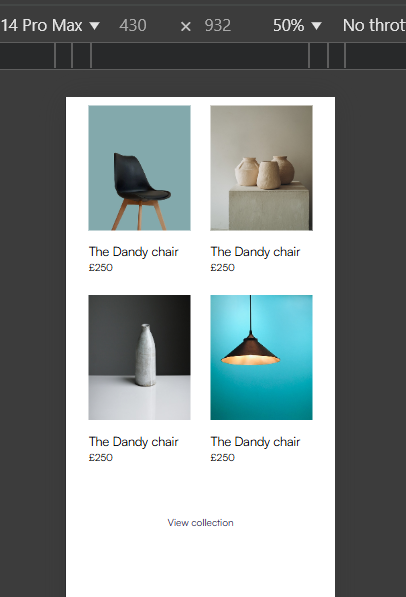 14 Pro Max ▼ 430 × 932 50% ▼ No throt
The Dandy chair
£250
The Dandy chair
£250
The Dandy chair
£250
The Dandy chair
£250
View collection